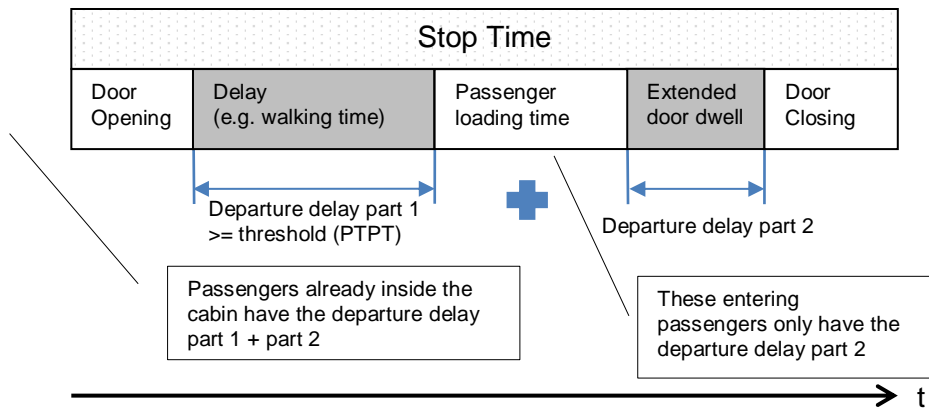 Stop Time
Door
Opening
Delay
(e.g. walking time)
Passenger
loading time
Extended
door dwell
Door
Closing
Departure delay part 1
>= threshold (PTPT)
Departure delay part 2
Passengers already inside the
cabin have the departure delay
part 1 + part 2
These entering
passengers only have the
departure delay part 2
t